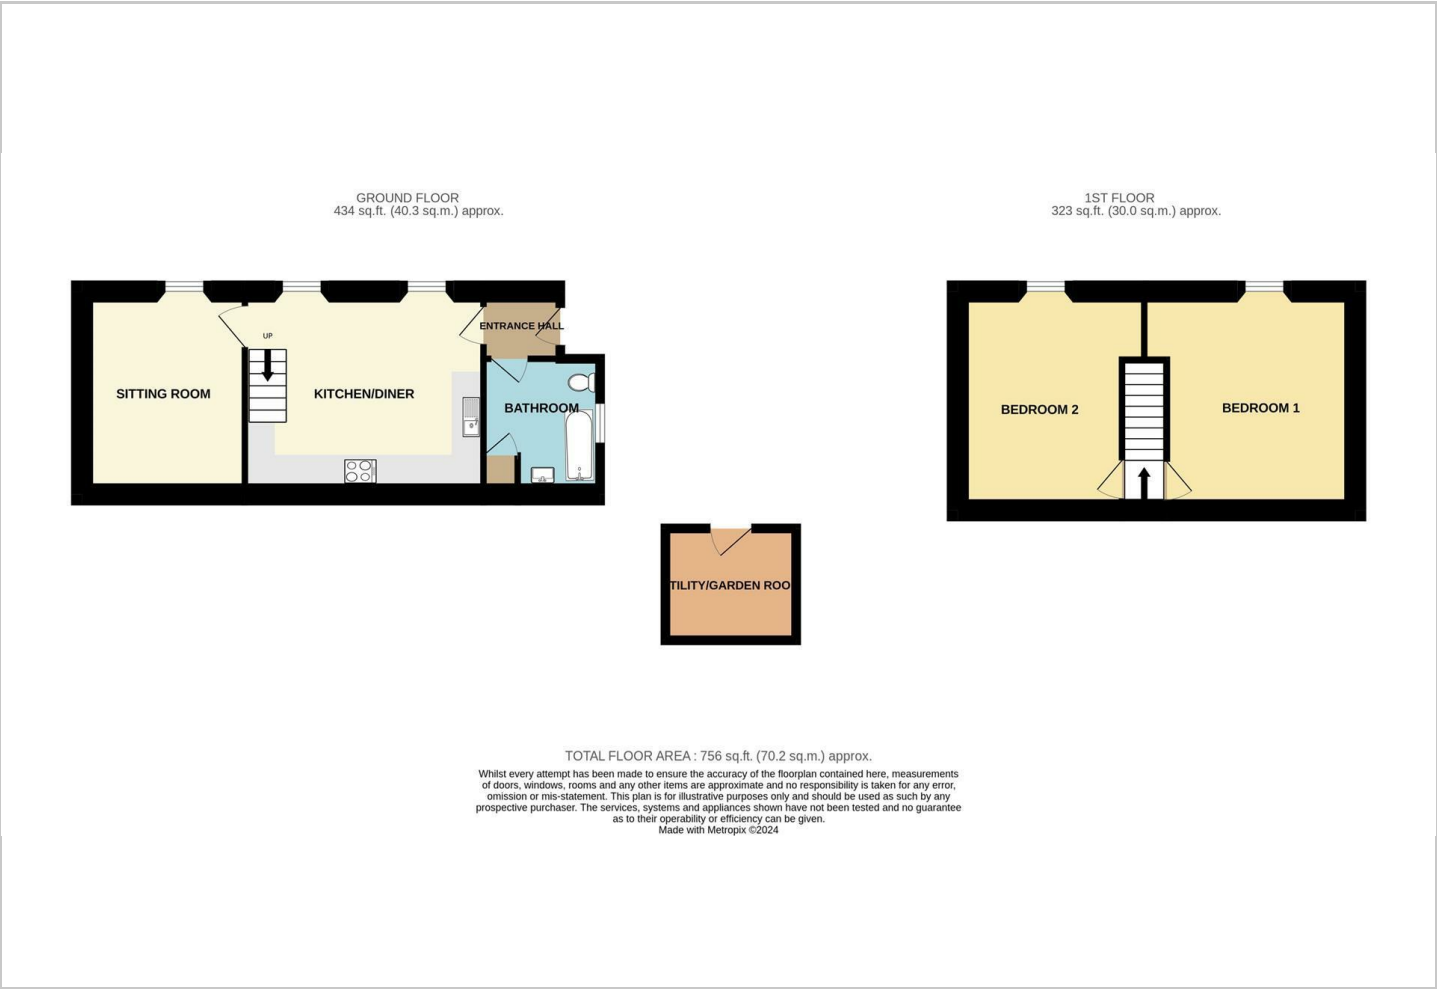 GROUND FLOOR
434 sq.ft. (40.3 sq.m.) approx.
1ST FLOOR
323 sq.ft. (30.0 sq.m.) approx.
UP
ENTRANCE HALL
SITTING ROOM
KITCHEN/DINER
BATHROOM
BEDROOM 2
BEDROOM 1
TILITY/GARDEN ROO
TOTAL FLOOR AREA : 756 sq.ft. (70.2 sq.m.) approx.
Whilst every attempt has been made to ensure the accuracy of the floorplan contained here, measurements
of doors, windows, rooms and any other items are approximate and no responsibility is taken for any error,
omission or mis-statement. This plan is for illustrative purposes only and should be used as such by any
prospective purchaser. The services, systems and appliances shown have not been tested and no guarantee
as to their operability or efficiency can be given.
Made with Metropix ©2024